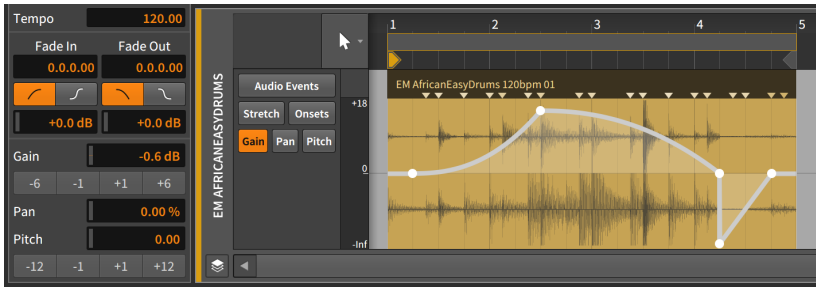 Tempo 120.00
Fade In Fade Out
0.0.0.00 0.0.0.00
+0.0 dB +0.0 dB
Gain -0.6 dB
-6 -1 +1 +6
Pan 0.00 %
Pitch 0.00
-12 -1 +1 +12
EM AFRICANEASYDRUMS
Audio Events
Stretch Onsets
Gain Pan Pitch
1 2 3 4 5
EM AfricanEasyDrums 120bpm 01
+18
0
-Inf